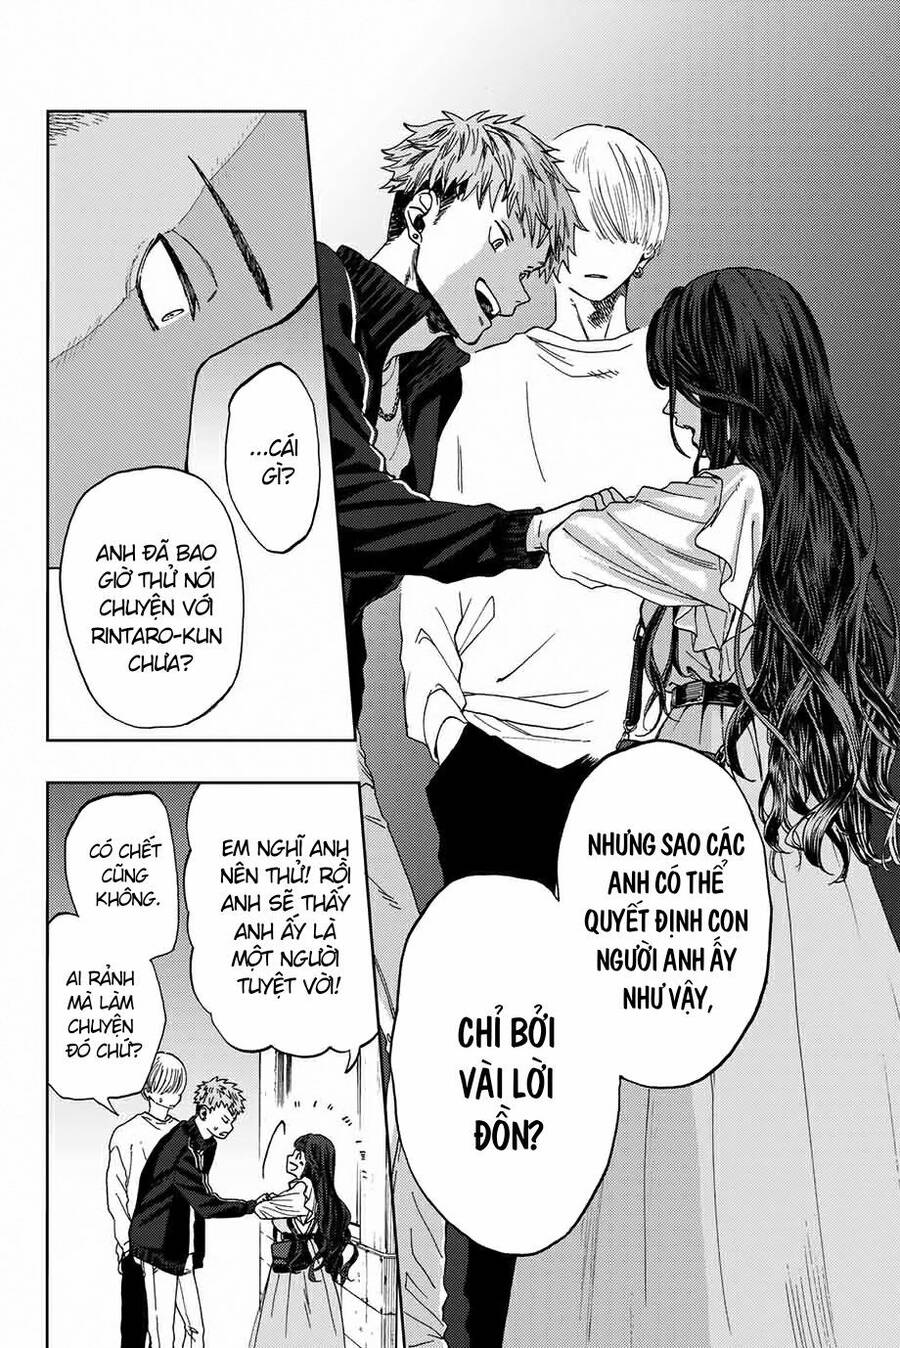 NHƯNG SAO CÁC
ANH CÓ THỂ
QUYẾT ĐỊNH CON
NGƯỜI ANH ẤY
NHƯ VẬY,
CHỈ BỞI
VÀI LỜI
ĐỒN?
...CÁI
GÌ?
ANH ĐÃ BAO
GIỜ THỬ NÓI
CHUYỆN VỚI
RINTARO-KUN
CHƯA?
EM NGHĨ ANH
NÊN THỬ! RỒI
ANH SẼ THẤY
ANH ẤY LÀ
MỘT NGƯỜI
TUYỆT VỜI!
CÓ CHẾT
CŨNG
KHÔNG.
AI RẢNH
MÀ LÀM
CHUYỆN
ĐÓ CHỨ?